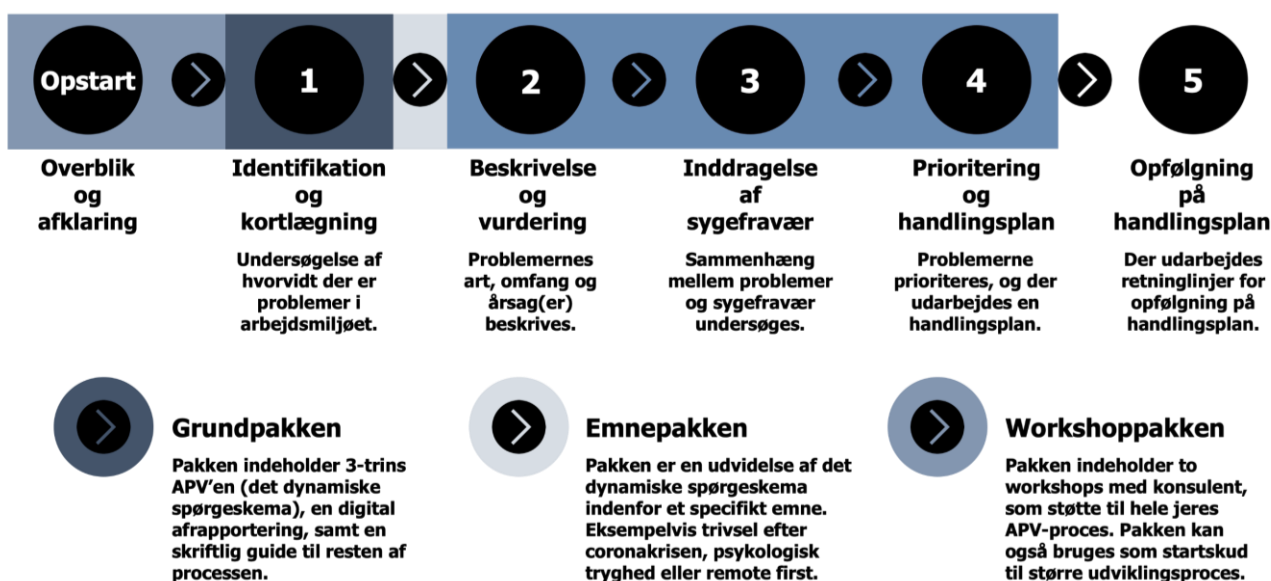 Opstart
1
2
3
4
5
Overblik
og
afklaring
Identifikation
og
kortlægning
Undersøgelse af
hvorvidt der er
problemer i
arbejdsmiljøet.
Beskrivelse
og
vurdering
Problemernes
art, omfang og
årsag(er)
beskrives.
Inddragelse
af
sygefravær
Sammenhæng
mellem problemer
og sygefravær
undersøges.
Prioritering
og
handlingsplan
Problemerne
prioriteres, og der
udarbejdes en
handlingsplan.
Opfølgning
på
handlingsplan
Der udarbejdes
retninglinjer for
opfølgning på
handlingsplan.
Grundpakken
Pakken indeholder 3-trins
APV'en (det dynamiske
spørgeskema), en digital
afrapportering, samt en
skriftlig guide til resten af
processen.
Emnepakken
Pakken er en udvidelse af det
dynamiske spørgeskema
indenfor et specifikt emne.
Eksempelvis trivsel efter
coronakrisen, psykologisk
tryghed eller remote first.
Workshoppakken
Pakken indeholder to
workshops med konsulent,
som støtte til hele jeres
APV-proces. Pakken kan
også bruges som startskud
til større udviklingsproces.